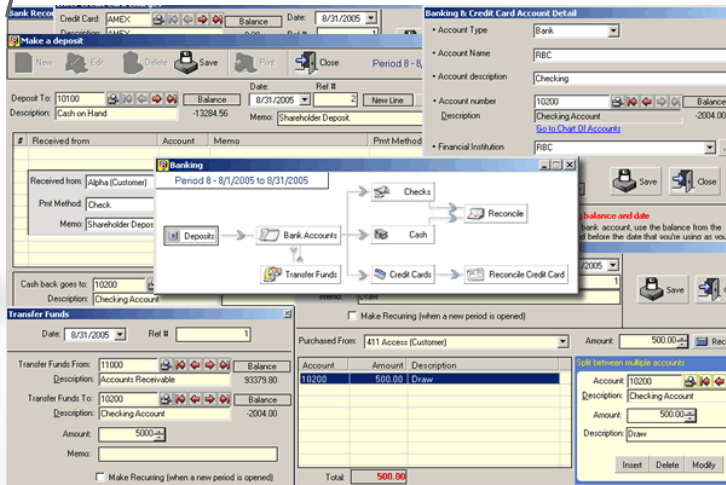 Credit Card: AMEX Balance Date: 8/31/2005
Banking & Credit Card Account Detail
• Account Type Bank
• Account Name RBC
• Account description Checking
• Account number 10200 Balance
Description Checking Account -2004.00
Go to Chart Of Accounts
• Financial Institution RBC
Save Close
balance and date
bank account, use the balance from the
before the date that you're using as you
Make a deposit
New Edit Delete Save Print Close Period 8 - 8/
Deposit To: 10100 Balance Date: 8/31/2005 Ref # 2 New Line
Description: Cash on Hand -13284.56 Memo: Shareholder Deposit.
# Received from Account Memo Pmt Method
Received from: Alpha (Customer)
Pmt Method: Check
Memo: Shareholder Depos
Cash back goes to: 10200
Description: Checking Account
Banking
Period 8 - 8/1/2005 to 8/31/2005
Checks
Reconcile
Deposits Bank Accounts Cash
Transfer Funds Credit Cards Reconcile Credit Card
Transfer Funds
Date: 8/31/2005 Ref # 1
Transfer Funds From: 11000 Balance
Description: Accounts Receivable 93379.80
Transfer Funds To: 10200 Balance
Description: Checking Account -2004.00
Amount: 5000
Memo:
Make Recurring (when a new period is opened)
Draw
Save
Make Recurring (when a new period is opened)
Purchased From: 411 Access (Customer) Amount: 500.00 Rec
Account Amount Description
10200 500.00 Draw
Total: 500.00
Split between multiple accounts
Account: 10200
Description: Checking Account
Amount: 500.00
Description: Draw
Insert Delete Modify